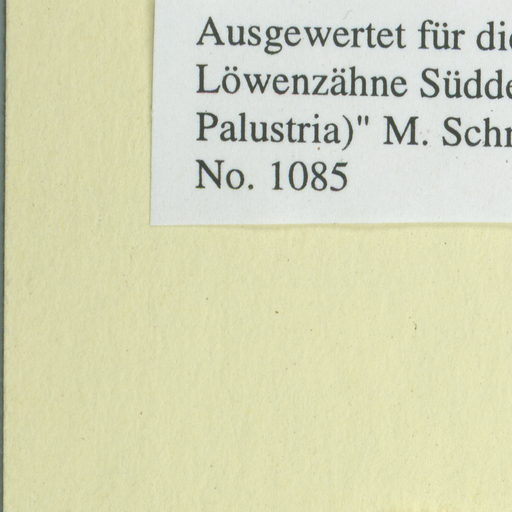 Ausgewertet für die
Löwenzähne Südde
Palustria)" M. Schr
No. 1085